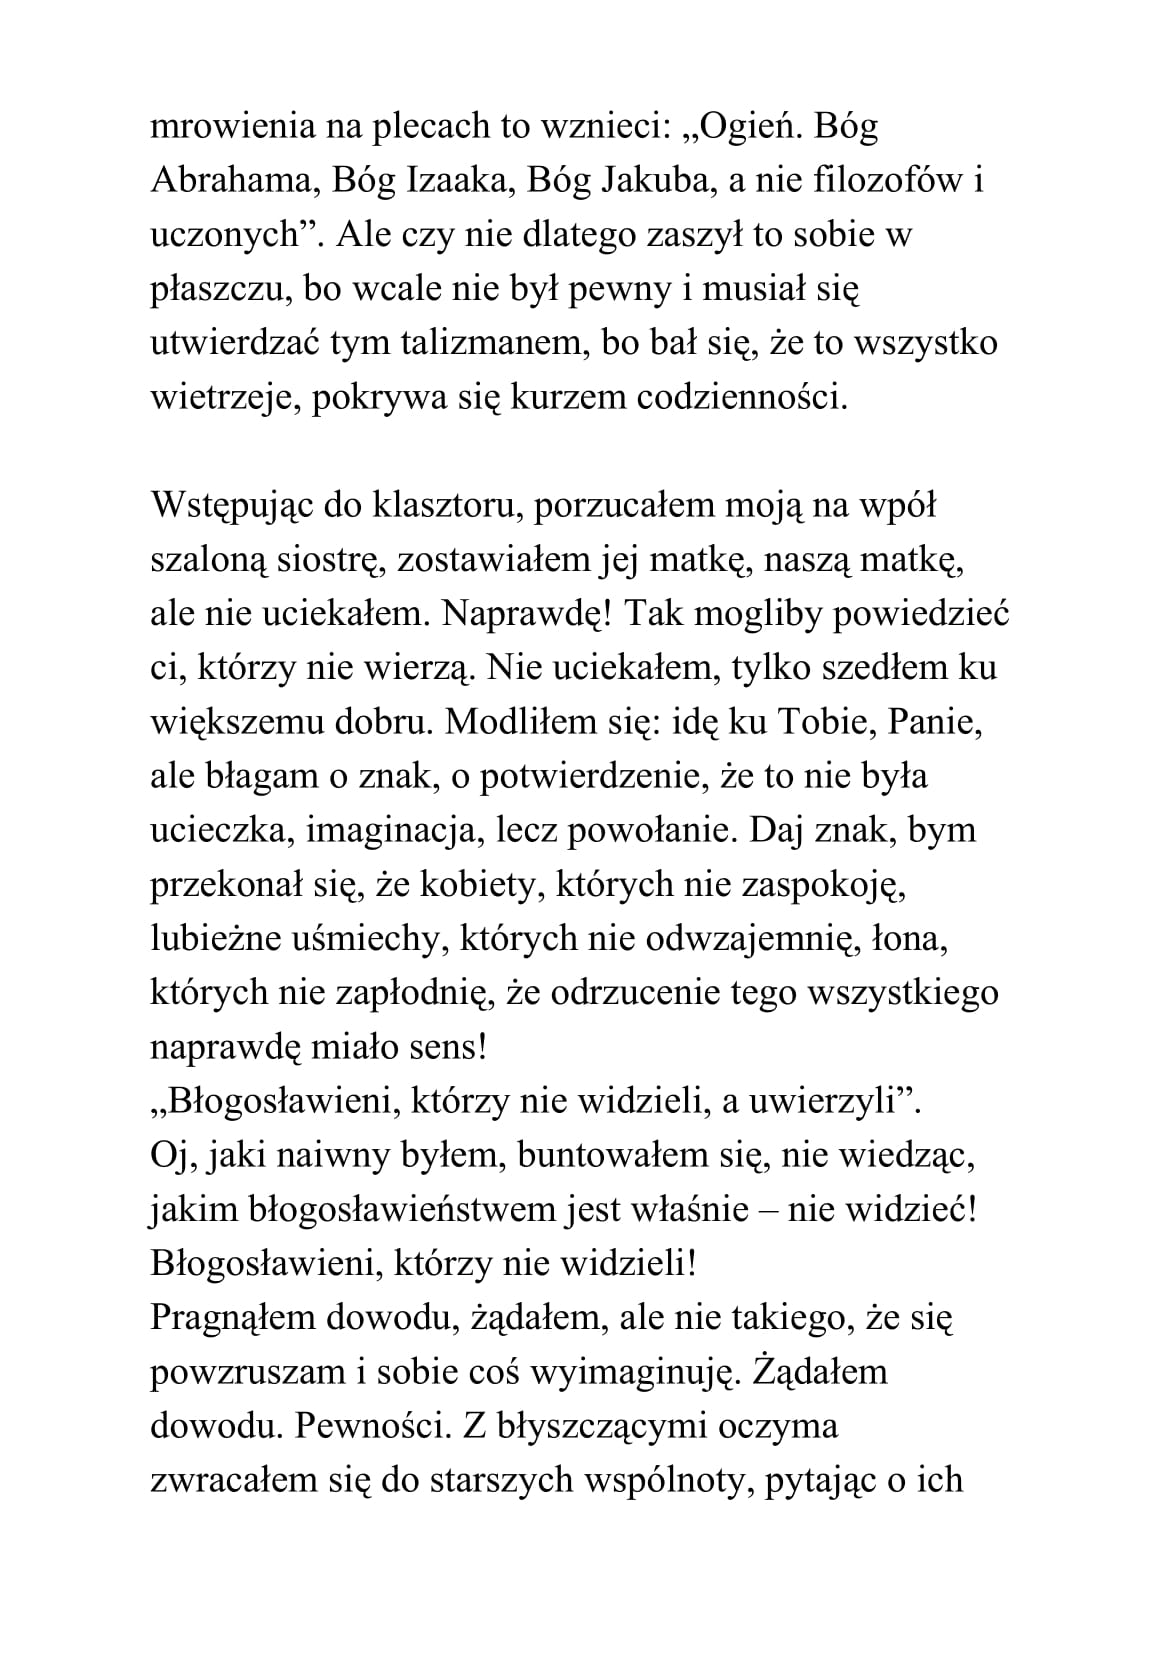 mrowienia na plecach to wznieci: „Ogień. Bóg
Abrahama, Bóg Izaaka, Bóg Jakuba, a nie filozofów i
uczonych”. Ale czy nie dlatego zaszył to sobie w
płaszczu, bo wcale nie był pewny i musiał się
utwierdzać tym talizmanem, bo bał się, że to wszystko
wietrzeje, pokrywa się kurzem codzienności.

Wstępując do klasztoru, porzucałem moją na wpół
szaloną siostrę, zostawiałem jej matkę, naszą matkę,
ale nie uciekałem. Naprawdę! Tak mogliby powiedzieć
ci, którzy nie wierzą. Nie uciekałem, tylko szedłem ku
większemu dobru. Modliłem się: idę ku Tobie, Panie,
ale błagam o znak, o potwierdzenie, że to nie była
ucieczka, imaginacja, lecz powołanie. Daj znak, bym
przekonał się, że kobiety, których nie zaspokoję,
lubieżne uśmiechy, których nie odwzajemnię, łona,
których nie zapłodnię, że odrzucenie tego wszystkiego
naprawdę miało sens!
„Błogosławieni, którzy nie widzieli, a uwierzyli”.
Oj, jaki naiwny byłem, buntowałem się, nie wiedząc,
jakim błogosławieństwem jest właśnie – nie widzieć!
Błogosławieni, którzy nie widzieli!
Pragnąłem dowodu, żądałem, ale nie takiego, że się
powzruszam i sobie coś wyimaginuję. Żądałem
dowodu. Pewności. Z błyszczącymi oczyma
zwracałem się do starszych wspólnoty, pytając o ich